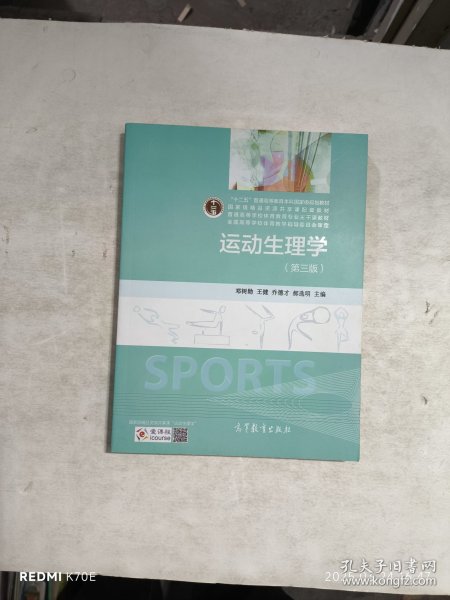 "十二五"普通高等教育本科国家级规划教材
国家级精品资源共享课配套教材
普通高等学校体育教育专业主干课教材
全国高等学校体育教学指导委员会审定
运动生理学
（第三版）
邓树勋 王健 乔德才 郝选明 主编
SPORTS
爱课程
icourse
高等教育出版社
REDMI K70E
孔夫子旧书网
www.kongfz.com